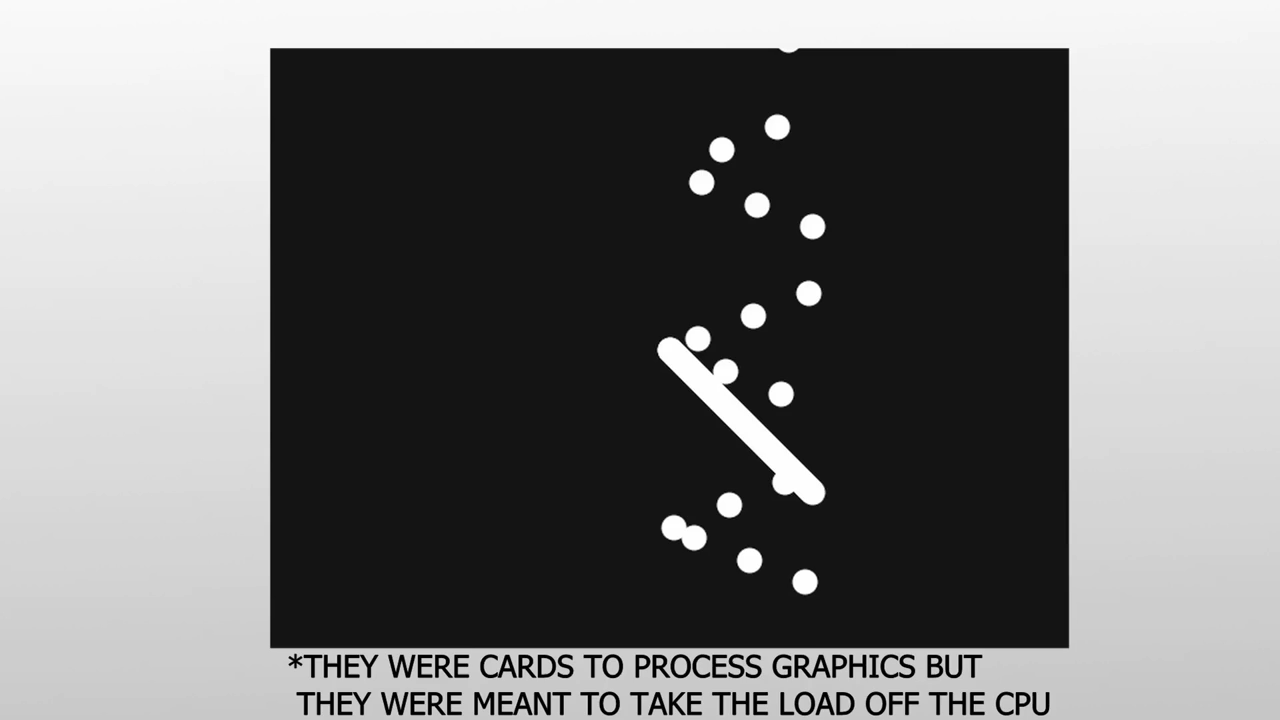 *THEY WERE CARDS TO PROCESS GRAPHICS BUT
THEY WERE MEANT TO TAKE THE LOAD OFF THE CPU